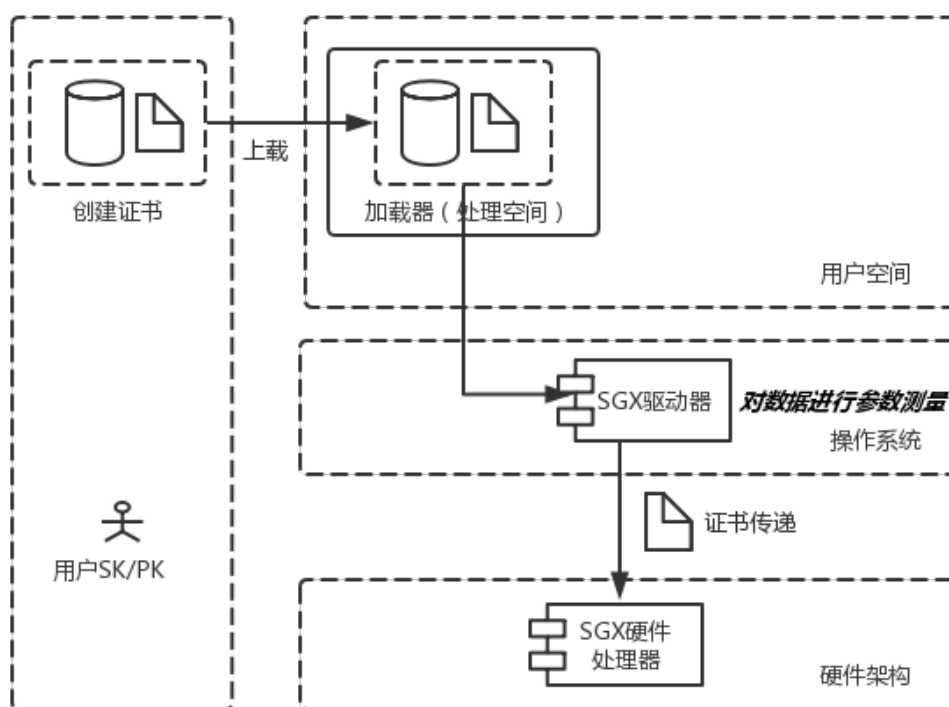 上载
创建证书
加载器（处理空间）
用户空间
SGX驱动器
对数据进行参数测量
操作系统
证书传递
用户SK/PK
SGX硬件
处理器
硬件架构